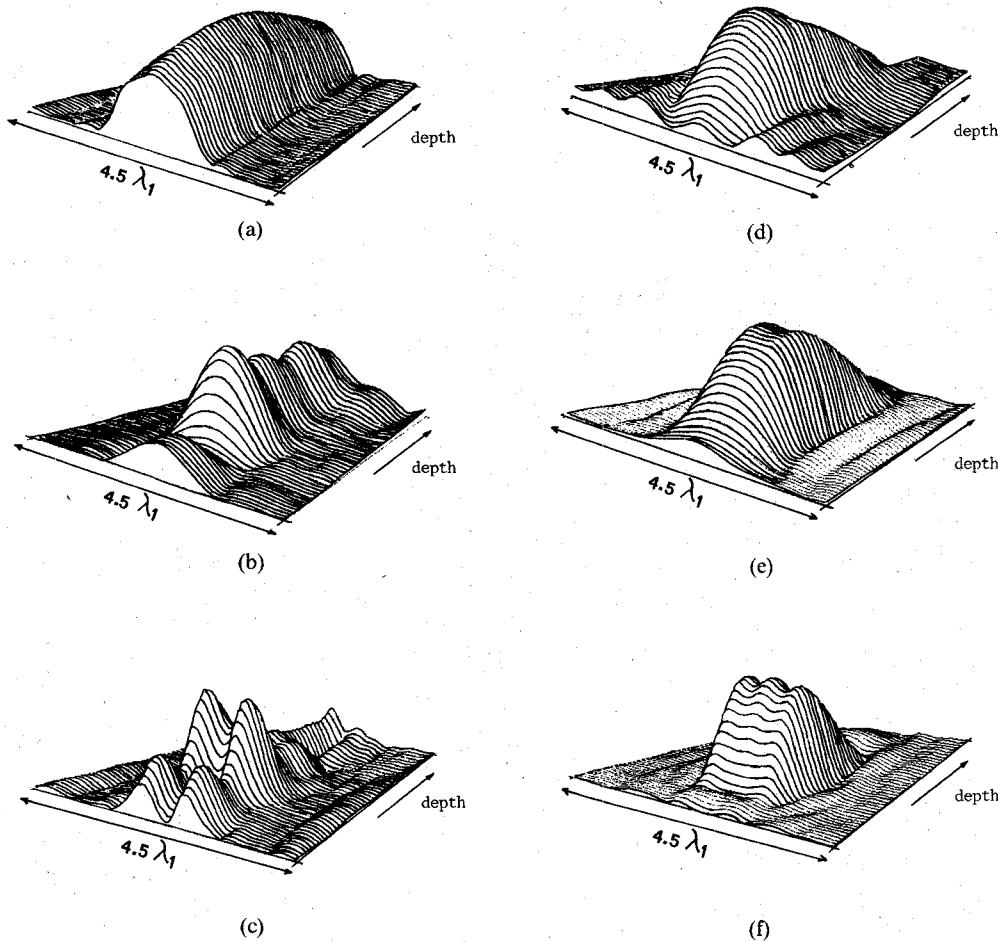 depth
4.5 λ₁
(a)
depth
4.5 λ₁
(d)
depth
4.5 λ₁
(b)
depth
4.5 λ₁
(e)
depth
4.5 λ₁
(c)
depth
4.5 λ₁
(f)